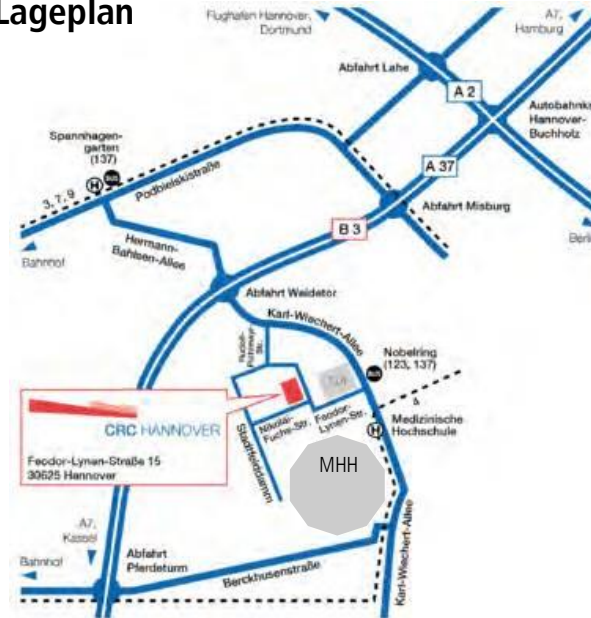 Lageplan
Flughafen Hannover,
Dortmund
A7,
Hamburg
Abfahrt Lahe
A 2
Hannover-
Buchholz
Spannhagen-
garten
(137)
A 37
H BUS
Podbielskistraße
3, 7, 9
Abfahrt Misburg
B 3
Bahnhof
Hermann-
Bahlsen-Allee
Abfahrt Weidetor
Karl-Wiechert-Allee
Nobelring
(123, 137)
BUS
4
CRC HANNOVER
Feodor-Lynen-Straße 15
30625 Hannover
Nikolai-
Fuchs-Str.
Feodor-
Lynen-Str.
H
Medizinische
Hochschule
Stadtfelddamm
MHH
A7,
Kassel
Bahnhof
Abfahrt
Pferdeturm
Berckhusenstraße
Karl-Wiechert-Allee